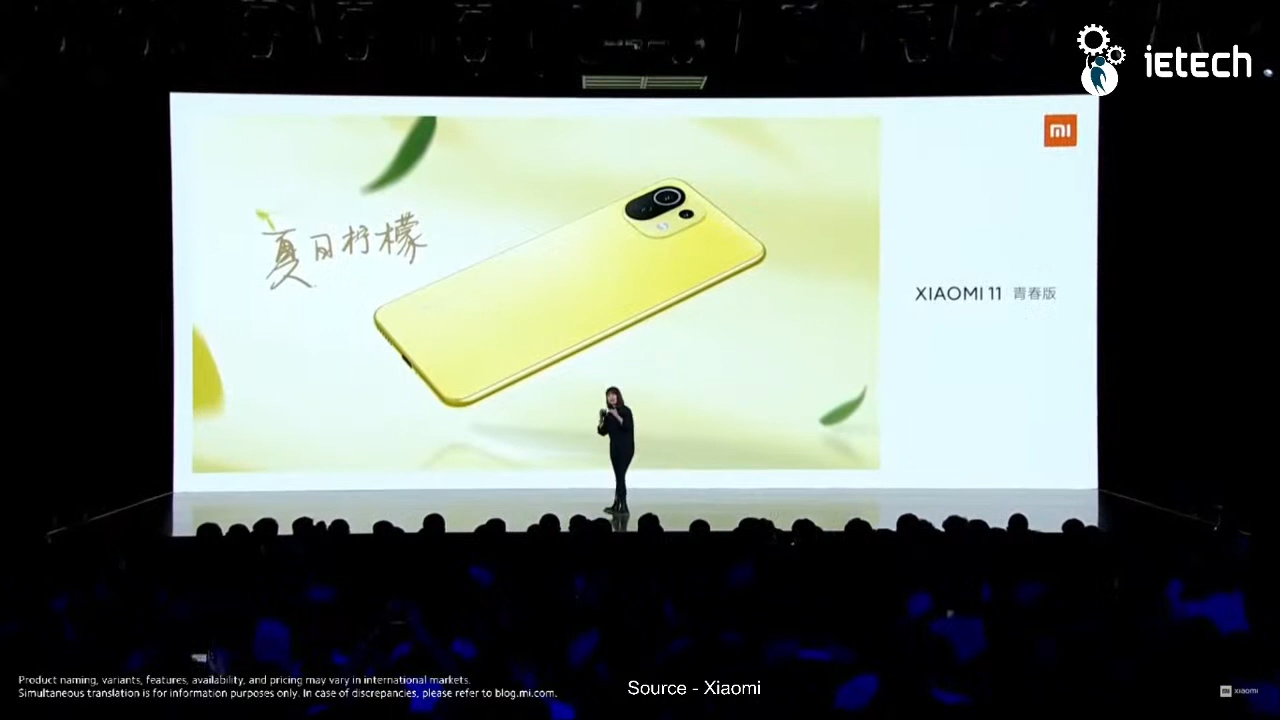 ietech
mi
夏日柠檬
XIAOMI 11 青春版
Product naming, variants, features, availability, and pricing may vary in international markets.
Simultaneous translation is for information purposes only. In case of discrepancies, please refer to blog.mi.com.
Source - Xiaomi
mi xiaomi